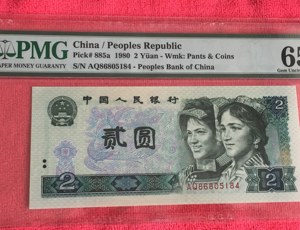 PMG
PAPER MONEY GUARANTY
China / Peoples Republic
Pick# 885a 1980 2 Yüan - Wmk: Pants & Coins
S/N AQ86805184 - Peoples Bank of China
65
中国人民银行
贰圆
2
2
AQ86805184